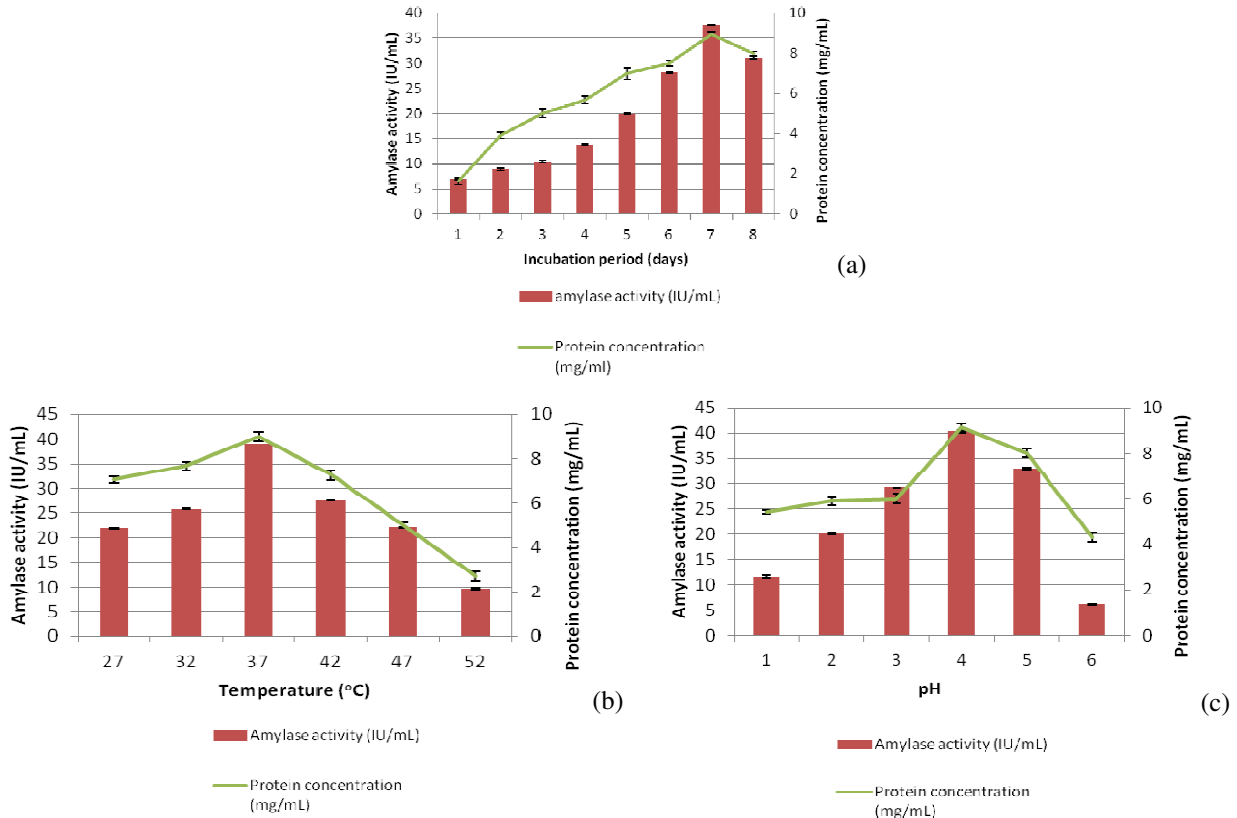 Amylase activity (IU/mL)
40
35
30
25
20
15
10
5
0
10
8
6
4
2
0
Protein concentration (mg/mL)
1 2 3 4 5 6 7 8
Incubation period (days)
(a)
amylase activity (IU/mL)
Protein concentration
(mg/ml)
Amylase activity (IU/mL)
45
40
35
30
25
20
15
10
5
0
10
8
6
4
2
0
Protein concentration (mg/mL)
27 32 37 42 47 52
Temperature (°C)
(b)
Amylase activity (IU/mL)
Protein concentration
(mg/mL)
Amylase activity (IU/mL)
45
40
35
30
25
20
15
10
5
0
10
8
6
4
2
0
Protein concentration (mg/mL)
1 2 3 4 5 6
pH
(c)
Amylase activity (IU/mL)
Protein concentration
(mg/mL)